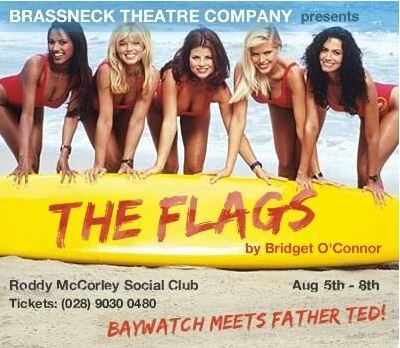 BRASSNECK THEATRE COMPANY presents
THE FLAGS
by Bridget O'Connor
Roddy McCorley Social Club Aug 5th - 8th
Tickets: (028) 9030 0480
BAYWATCH MEETS FATHER TED!